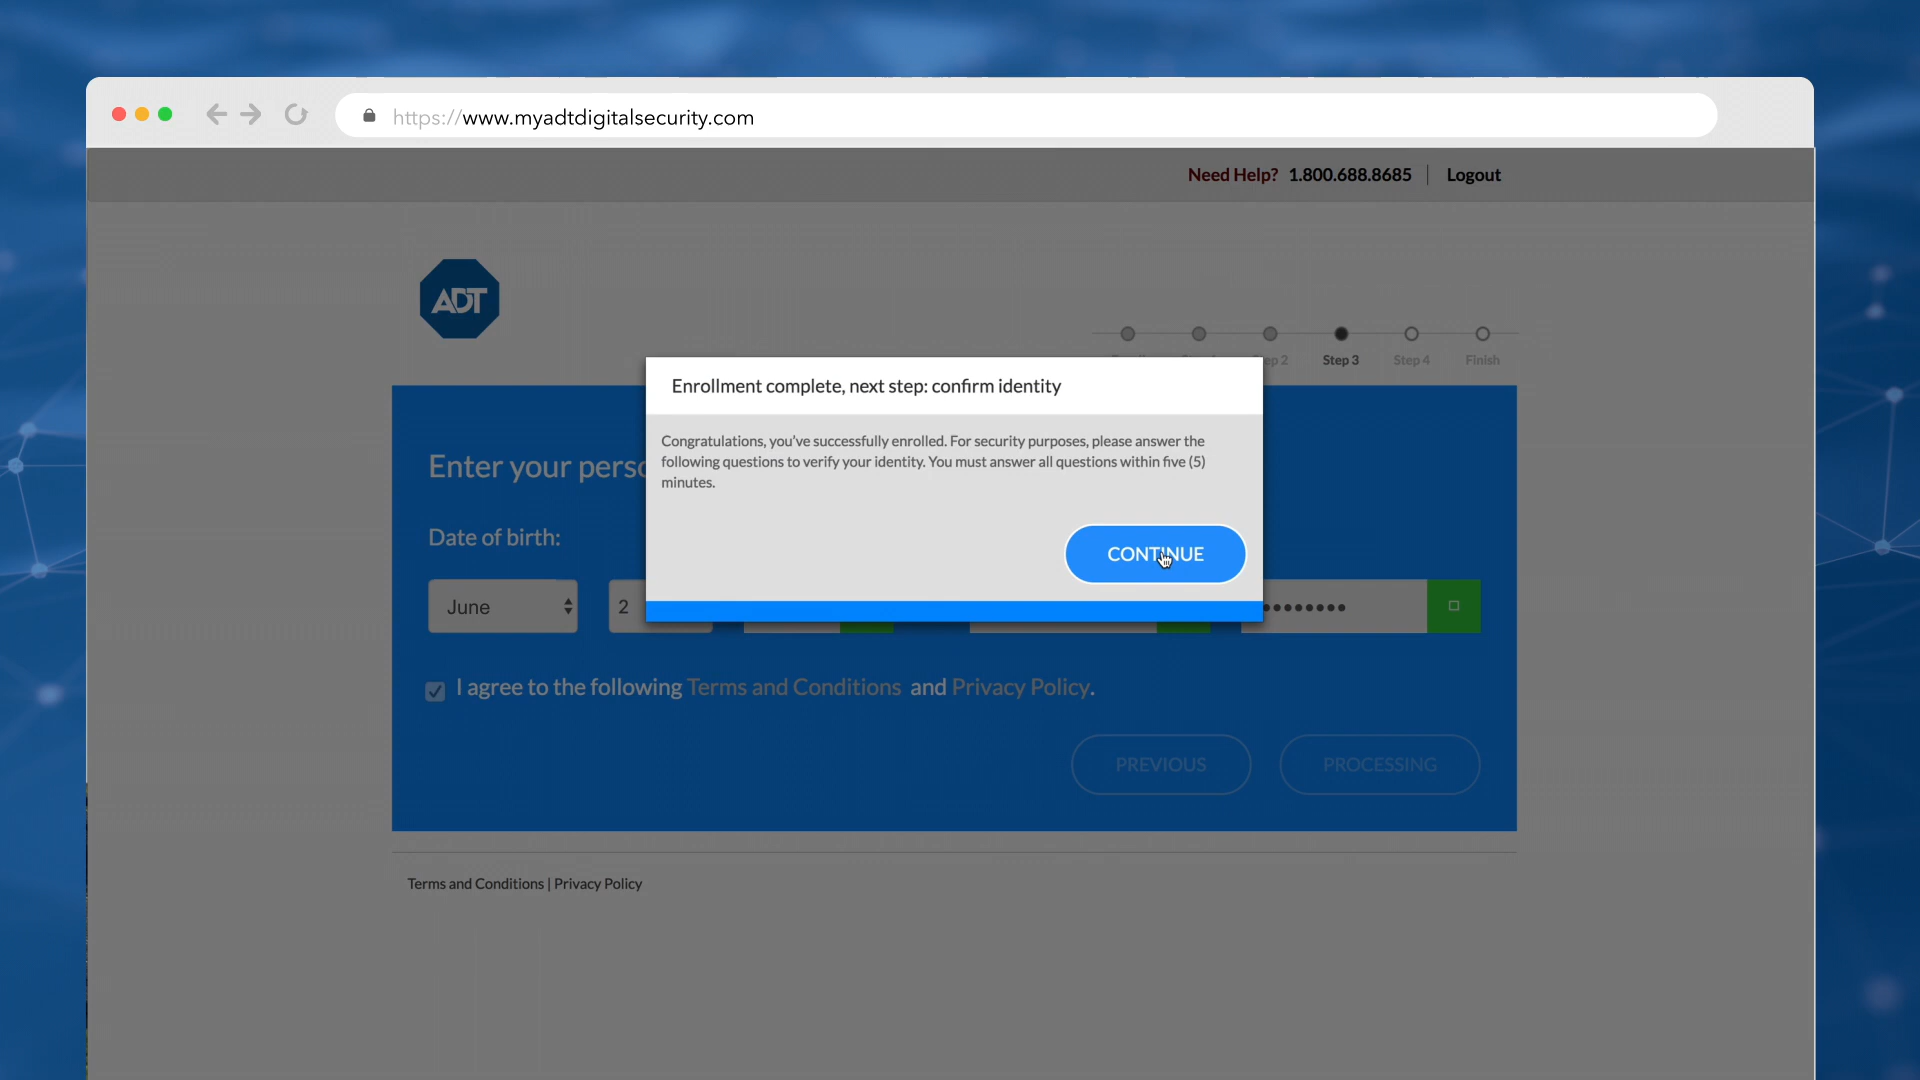 https://www.myadtdigitalsecurity.com
Need Help? 1.800.688.8685 Logout
ADT
Step 3 Step 4 Finish
Enrollment complete, next step: confirm identity
Congratulations, you've successfully enrolled. For security purposes, please answer the
following questions to verify your identity. You must answer all questions within five (5)
minutes.
CONTINUE
Enter your
Date of birth:
June 2
I agree to the following Terms and Conditions and Privacy Policy.
PREVIOUS PROCESSING
Terms and Conditions | Privacy Policy